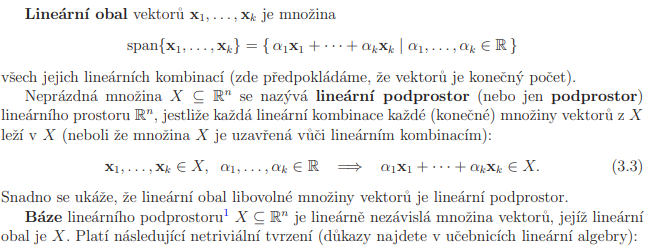 Lineární obal vektorů x₁, . . . , xₖ je množina
span{x₁, . . . , xₖ} = { α₁x₁ + · · · + αₖxₖ | α₁, . . . , αₖ ∈ ℝ }
všech jejich lineárních kombinací (zde předpokládáme, že vektorů je konečný počet).
Neprázdná množina X ⊆ ℝⁿ se nazývá lineární podprostor (nebo jen podprostor)
lineárního prostoru ℝⁿ, jestliže každá lineární kombinace každé (konečné) množiny vektorů z X
leží v X (neboli že množina X je uzavřená vůči lineárním kombinacím):
x₁, . . . , xₖ ∈ X, α₁, . . . , αₖ ∈ ℝ ⟹ α₁x₁ + · · · + αₖxₖ ∈ X. (3.3)
Snadno se ukáže, že lineární obal libovolné množiny vektorů je lineární podprostor.
Báze lineárního podprostoru¹ X ⊆ ℝⁿ je lineárně nezávislá množina vektorů, jejíž lineární
obal je X. Platí následující netriviální tvrzení (důkazy najdete v učebnicích lineární algebry):